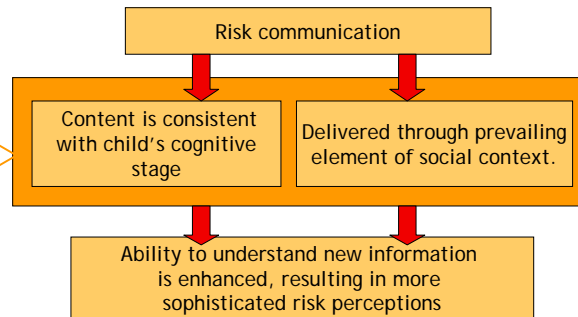 Risk communication
Content is consistent
with child's cognitive
stage
Delivered through prevailing
element of social context.
Ability to understand new information
is enhanced, resulting in more
sophisticated risk perceptions